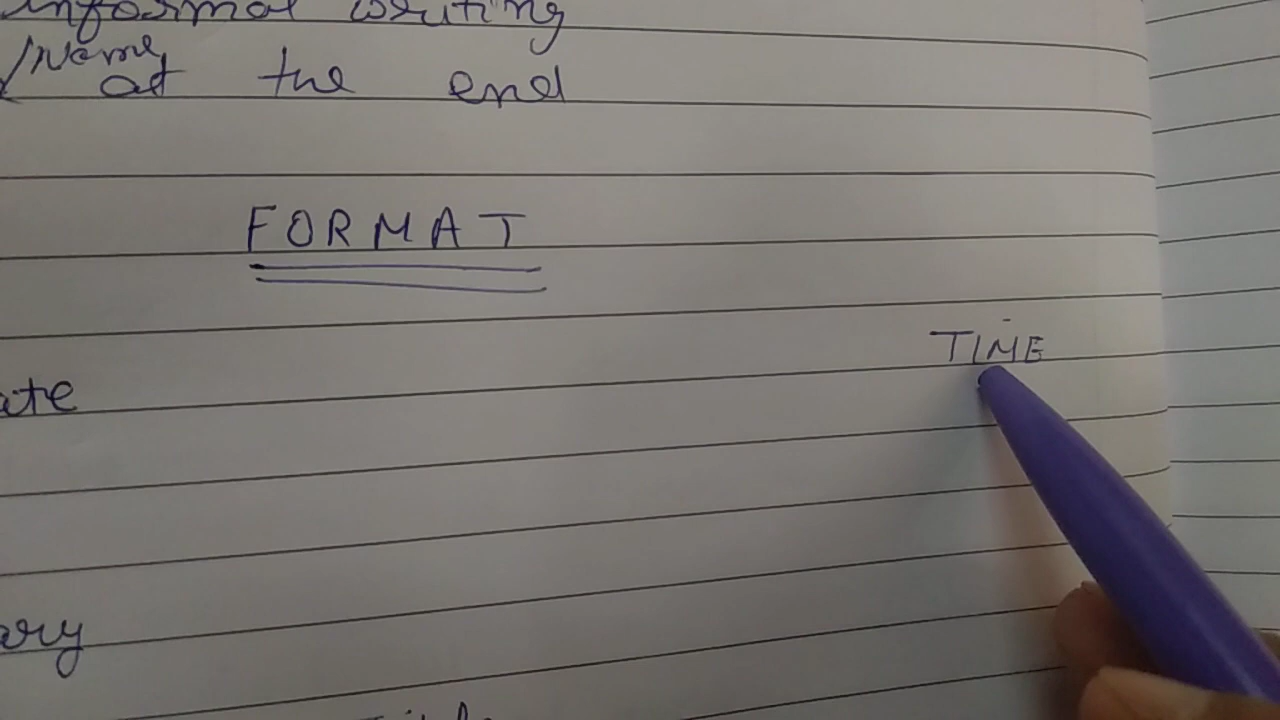 informal writing
/Name
at the end
FORMAT
TIME
ate
ary